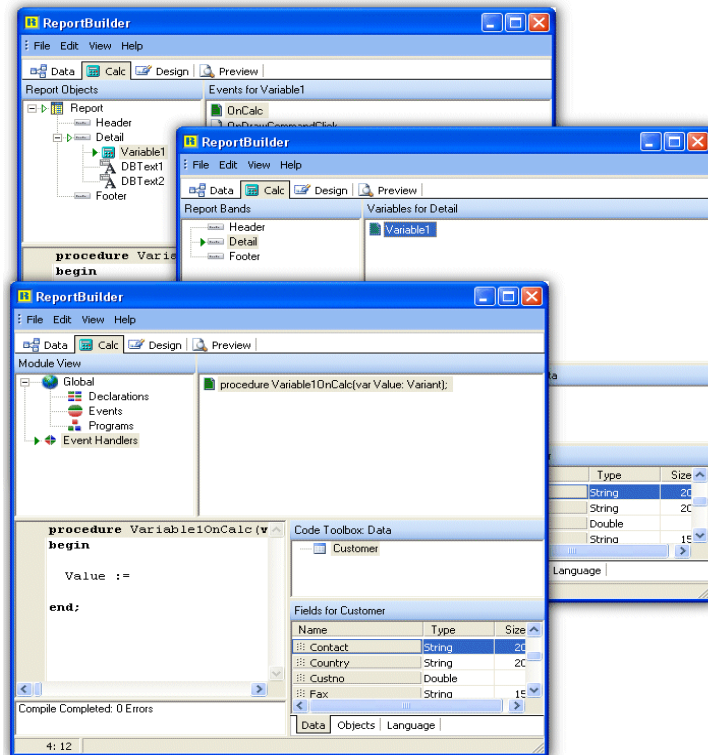 ReportBuilder
File Edit View Help
Data Calc Design Preview
Report Objects Events for Variable1
Report OnCalc
Header OnDrawCommandClick
Detail
Variable1
DBText1
DBText2
Footer
procedure Varia
begin
ReportBuilder
File Edit View Help
Data Calc Design Preview
Report Bands Variables for Detail
Header Variable1
Detail
Footer
Type Size
String 20
String 20
Double
String 15
Language
ReportBuilder
File Edit View Help
Data Calc Design Preview
Module View
Global procedure Variable1OnCalc(var Value: Variant);
Declarations
Events
Programs
Event Handlers
procedure Variable1OnCalc(v
begin
Value :=
end;
Code Toolbox: Data
Customer
Fields for Customer
Name Type Size
Contact String 20
Country String 20
Custno Double
Fax String 15
Data Objects Language
Compile Completed: 0 Errors
4: 12